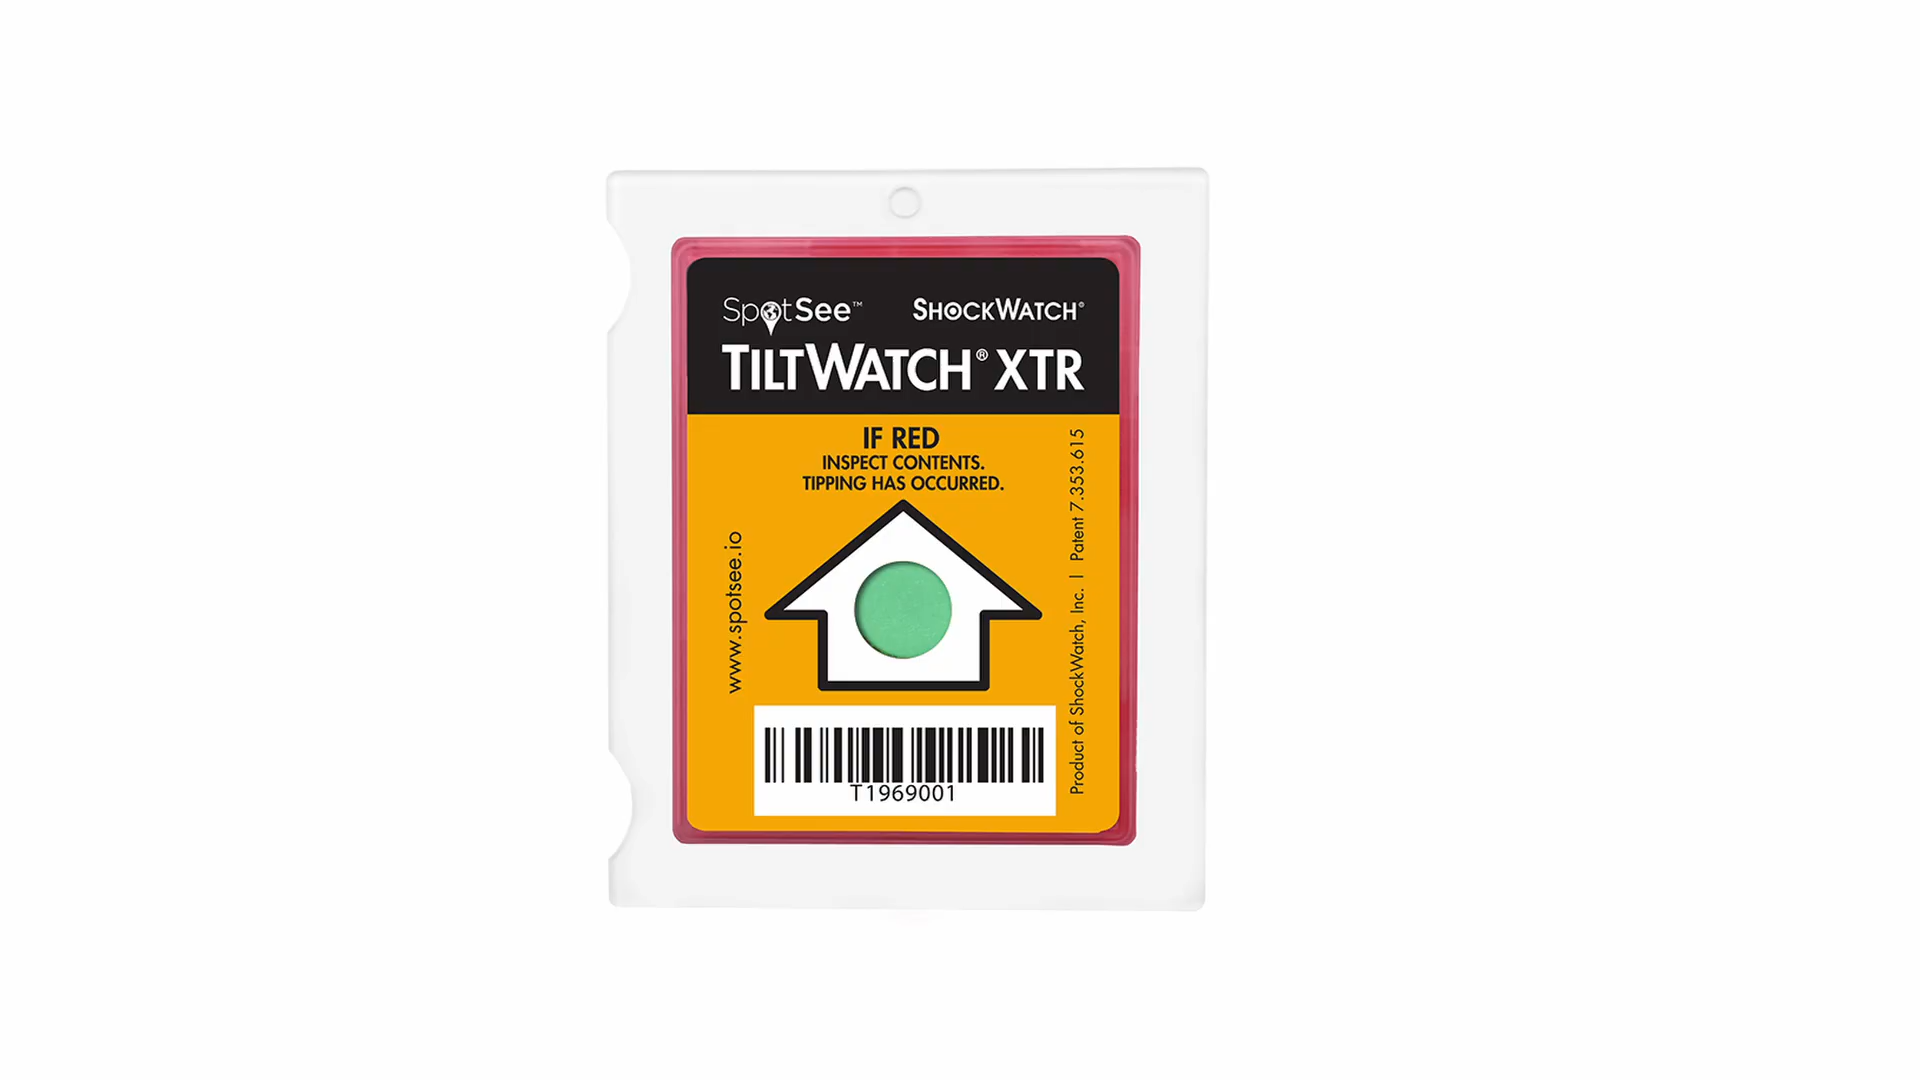 SpotSee™ SHOCKWATCH®
TILTWATCH® XTR
IF RED
INSPECT CONTENTS.
TIPPING HAS OCCURRED.
www.spotsee.io
Product of ShockWatch, Inc. | Patent 7.353.615
T1969001